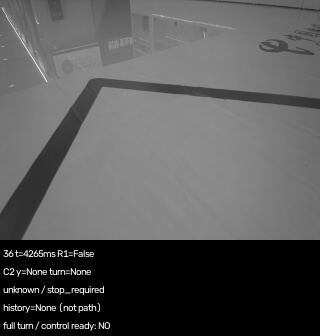 36 t=4265ms R1=False
C2 y=None turn=None
unknown / stop_required
history=None (not path)
full turn / control ready: NO